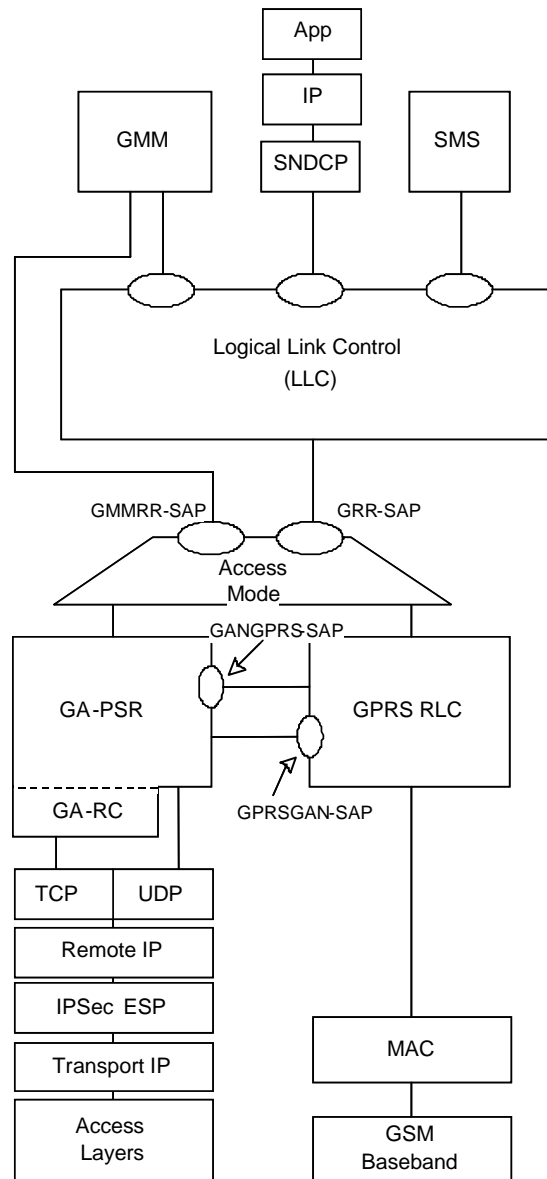 App
IP
GMM
SMS
SNDCP
Logical Link Control
(LLC)
GMMRR-SAP
GRR-SAP
Access
Mode
GANGPRS-SAP
GA-PSR
GPRS RLC
GA-RC
GPRSGAN-SAP
TCP
UDP
Remote IP
IPSec ESP
Transport IP
MAC
Access
Layers
GSM
Baseband